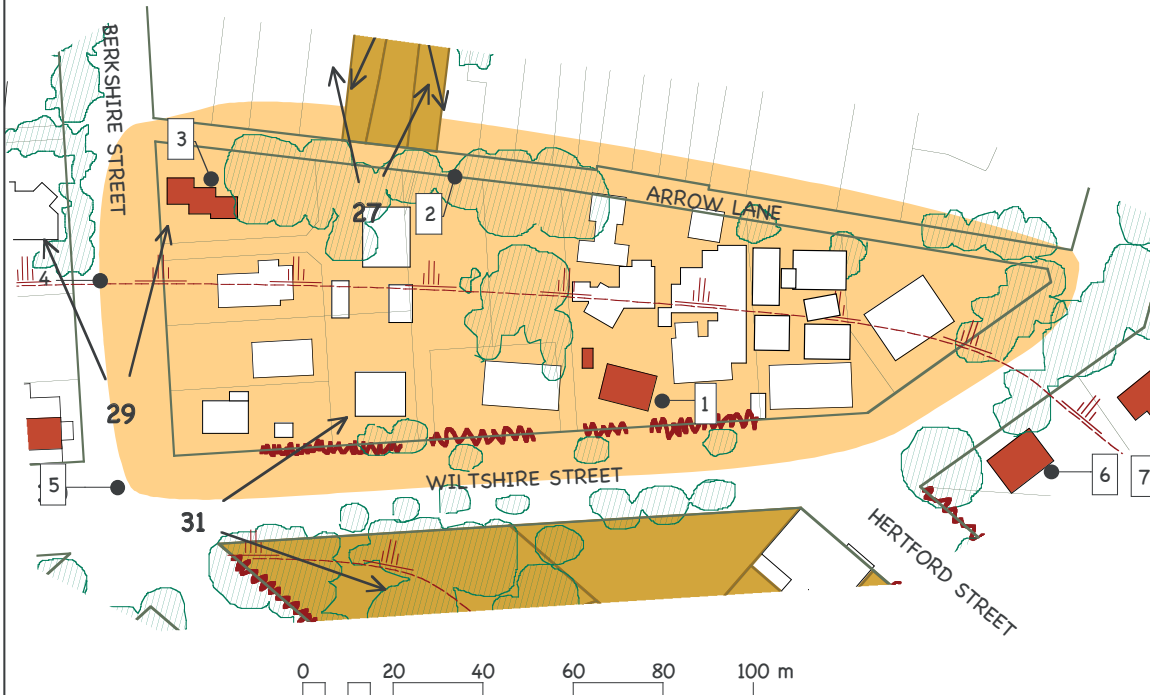 BERKSHIRE STREET
3
27
2
ARROW LANE
4
29
1
5
WILTSHIRE STREET
6
7
31
HERTFORD STREET
0 20 40 60 80 100 m